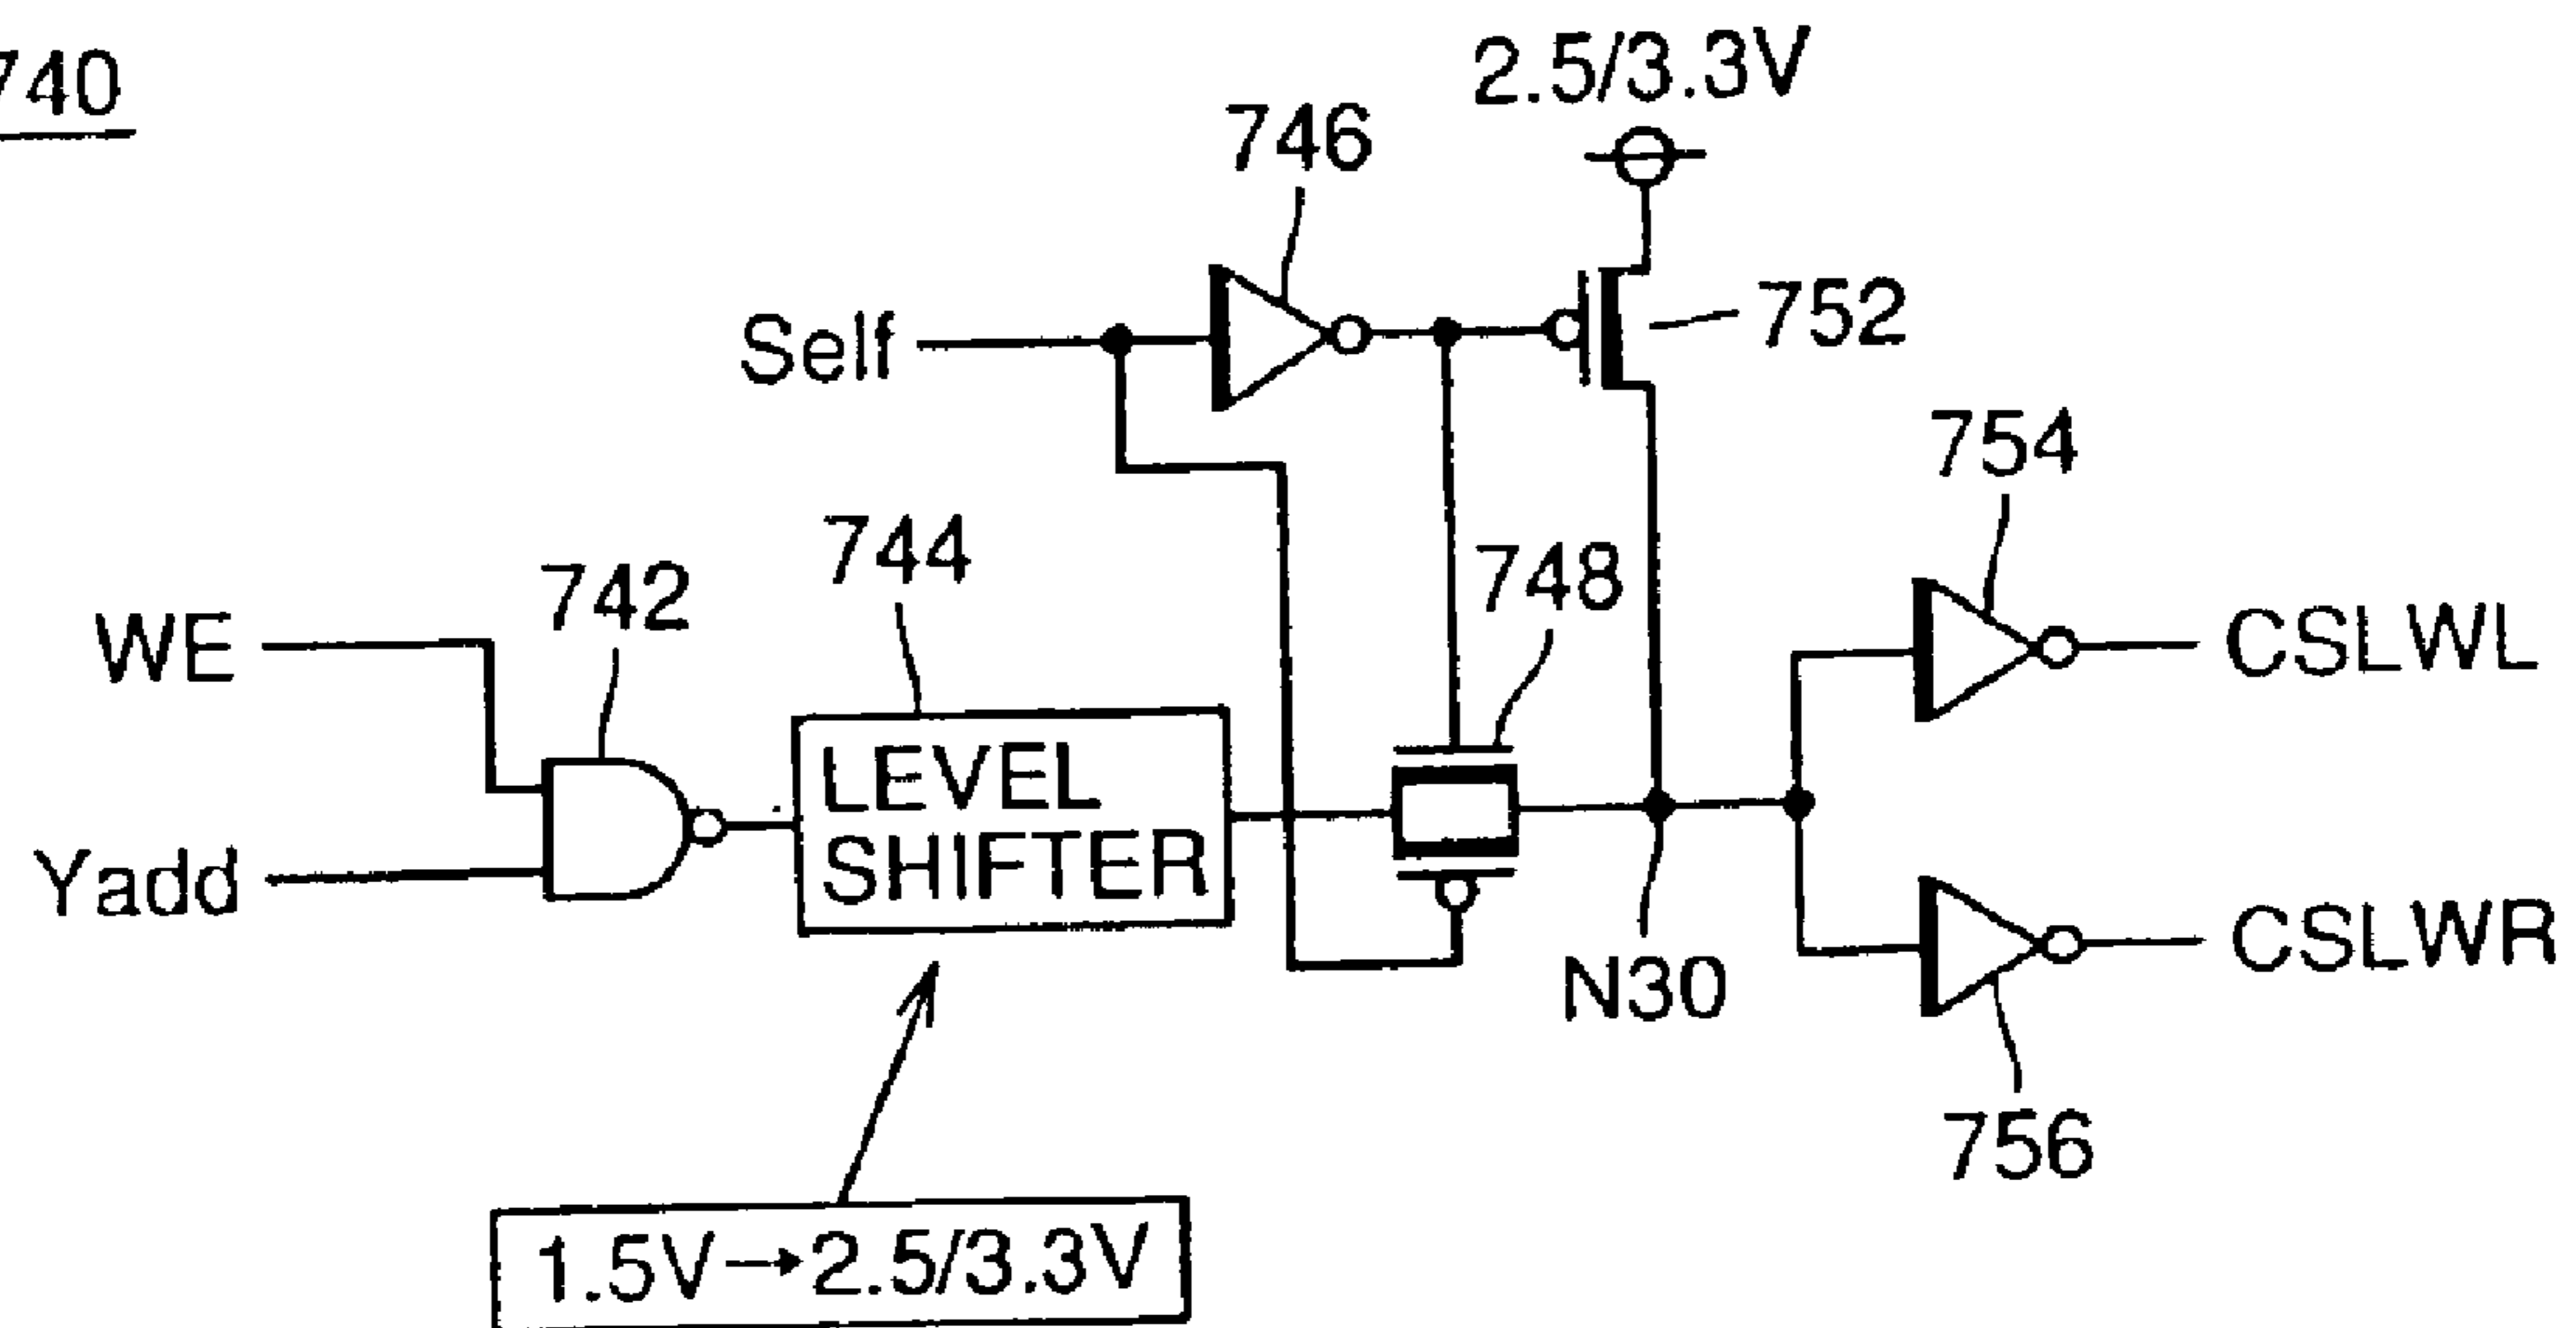 740
2.5/3.3V
746
752
Self
754
744
748
742
WE
CSLWL
LEVEL
SHIFTER
Yadd
N30
CSLWR
756
1.5V→2.5/3.3V